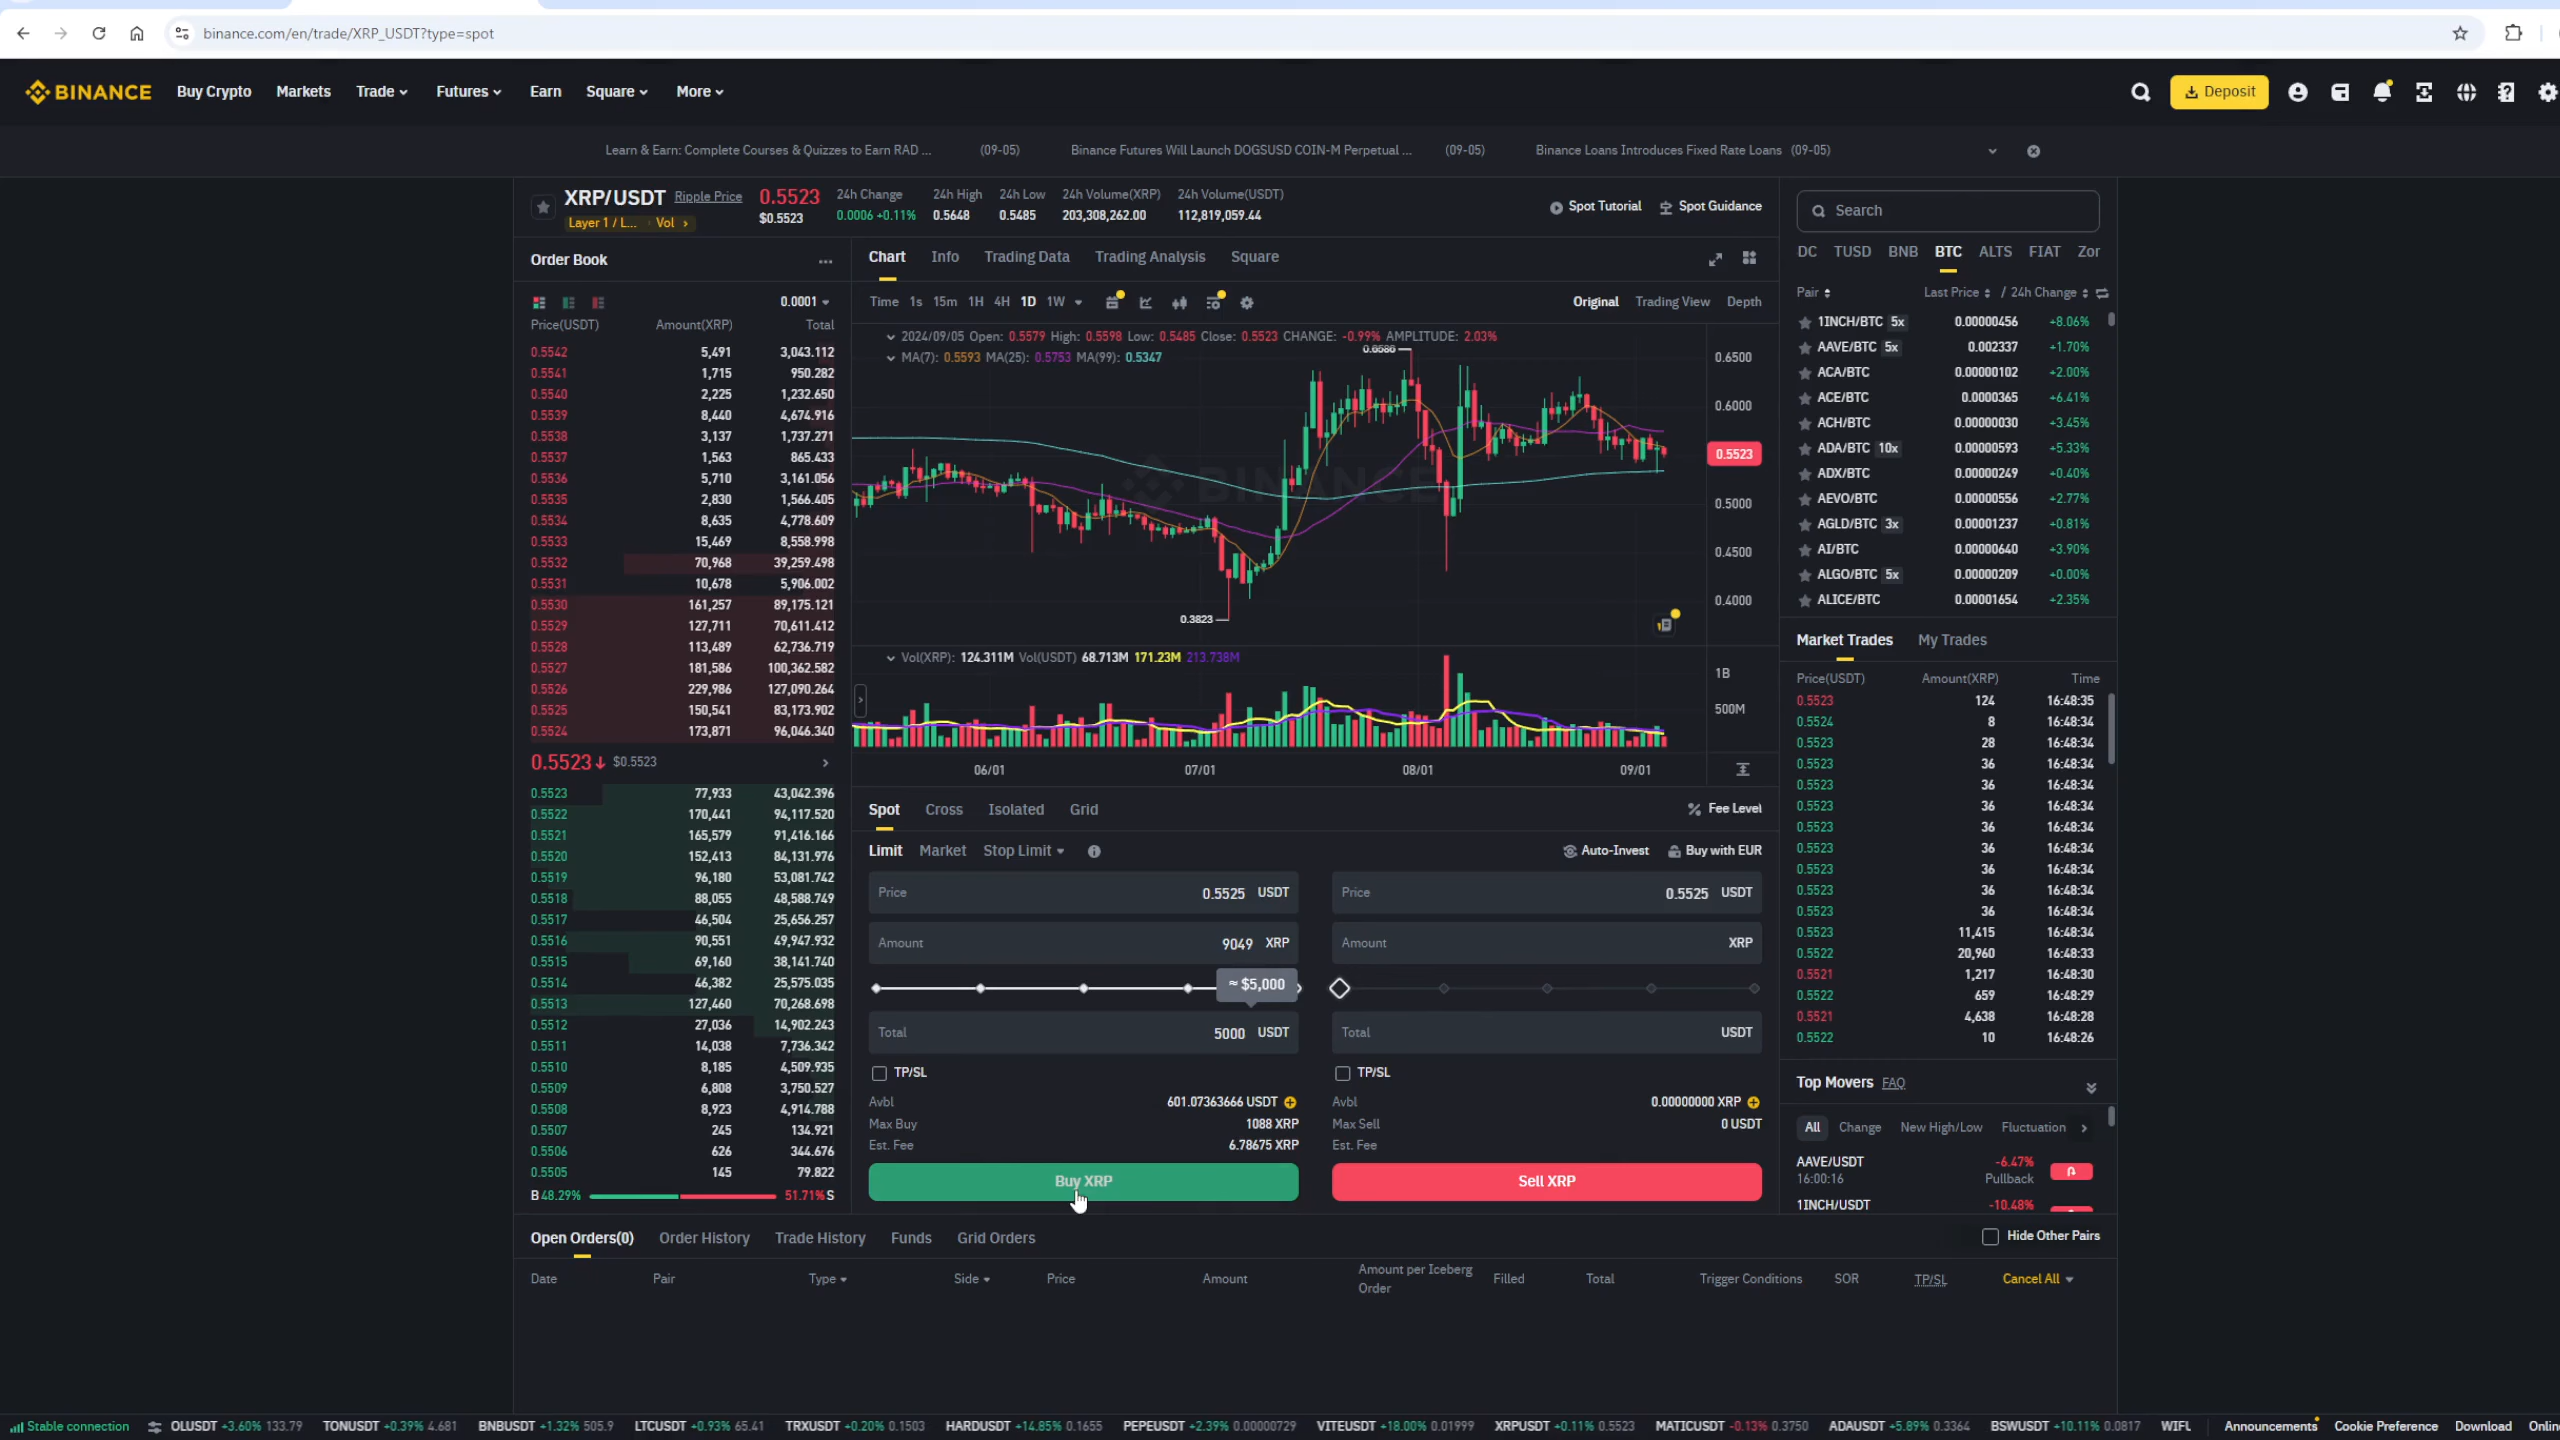 binance.com/en/trade/XRP_USDT?type=spot
BINANCE Buy Crypto Markets Trade Futures Earn Square More Deposit
Learn & Earn: Complete Courses & Quizzes to Earn RAD ... (09-05) Binance Futures Will Launch DOGSUSD COIN-M Perpetual ... (09-05) Binance Loans Introduces Fixed Rate Loans (09-05)
XRP/USDT Ripple Price 0.5523 $0.5523
Layer 1 / L... Vol
24h Change 24h High 24h Low 24h Volume(XRP) 24h Volume(USDT)
0.0006 +0.11% 0.5648 0.5485 203,308,262.00 112,819,059.44
Spot Tutorial Spot Guidance
Order Book ...
0.0001
Price(USDT) Amount(XRP) Total
0.5542 5,491 3,043.112
0.5541 1,715 950.282
0.5540 2,225 1,232.650
0.5539 8,440 4,674.916
0.5538 3,137 1,737.271
0.5537 1,563 865.433
0.5536 5,710 3,161.056
0.5535 2,830 1,566.405
0.5534 8,635 4,778.609
0.5533 15,469 8,558.998
0.5532 70,968 39,259.498
0.5531 10,678 5,906.002
0.5530 161,257 89,175.121
0.5529 127,711 70,611.412
0.5528 113,489 62,736.719
0.5527 181,586 100,362.582
0.5526 229,986 127,090.264
0.5525 150,541 83,173.902
0.5524 173,871 96,046.340
0.5523↓ $0.5523
0.5523 77,933 43,042.396
0.5522 170,441 94,117.520
0.5521 165,579 91,416.166
0.5520 152,413 84,131.976
0.5519 96,180 53,081.742
0.5518 88,055 48,588.749
0.5517 46,504 25,656.257
0.5516 90,551 49,947.932
0.5515 69,160 38,141.740
0.5514 46,382 25,575.035
0.5513 127,460 70,268.698
0.5512 27,036 14,902.243
0.5511 14,038 7,736.342
0.5510 8,185 4,509.935
0.5509 6,808 3,750.527
0.5508 8,923 4,914.788
0.5507 245 134.921
0.5506 626 344.676
0.5505 145 79.822
B 48.29% 51.71% S
Chart Info Trading Data Trading Analysis Square
Time 1s 15m 1H 4H 1D 1W Original Trading View Depth
2024/09/05 Open: 0.5579 High: 0.5598 Low: 0.5485 Close: 0.5523 CHANGE: -0.99% AMPLITUDE: 2.03%
MA(7): 0.5593 MA(25): 0.5753 MA(99): 0.5347
0.6586
0.6500
0.6000
0.5523
BINANCE
0.5000
0.4500
0.4000
0.3823
Vol(XRP): 124.311M Vol(USDT) 68.713M 171.23M 213.738M
1B
500M
06/01 07/01 08/01 09/01
Spot Cross Isolated Grid Fee Level
Limit Market Stop Limit Auto-Invest Buy with EUR
Price 0.5525 USDT Price 0.5525 USDT
Amount 9049 XRP Amount XRP
≈ $5,000
Total 5000 USDT Total USDT
TP/SL TP/SL
Avbl 601.07363666 USDT Avbl 0.00000000 XRP
Max Buy 1088 XRP Max Sell 0 USDT
Est. Fee 6.78675 XRP Est. Fee
Buy XRP Sell XRP
Search
DC TUSD BNB BTC ALTS FIAT Zor
Pair Last Price / 24h Change
1INCH/BTC 5x 0.00000456 +8.06%
AAVE/BTC 5x 0.002337 +1.70%
ACA/BTC 0.00000102 +2.00%
ACE/BTC 0.0000365 +6.41%
ACH/BTC 0.00000030 +3.45%
ADA/BTC 10x 0.00000593 +5.33%
ADX/BTC 0.00000249 +0.40%
AEVO/BTC 0.00000556 +2.77%
AGLD/BTC 3x 0.00001237 +0.81%
AI/BTC 0.00000640 +3.90%
ALGO/BTC 5x 0.00000209 +0.00%
ALICE/BTC 0.00001654 +2.35%
Market Trades My Trades
Price(USDT) Amount(XRP) Time
0.5523 124 16:48:35
0.5524 8 16:48:34
0.5523 28 16:48:34
0.5523 36 16:48:34
0.5523 36 16:48:34
0.5523 36 16:48:34
0.5523 36 16:48:34
0.5523 36 16:48:34
0.5523 36 16:48:34
0.5523 36 16:48:34
0.5523 36 16:48:34
0.5523 11,415 16:48:34
0.5522 20,960 16:48:33
0.5521 1,217 16:48:30
0.5522 659 16:48:29
0.5521 4,638 16:48:28
0.5522 10 16:48:26
Top Movers FAQ
All Change New High/Low Fluctuation
AAVE/USDT -6.47%
16:00:16 Pullback
1INCH/USDT -10.48%
Open Orders(0) Order History Trade History Funds Grid Orders Hide Other Pairs
Date Pair Type Side Price Amount Amount per Iceberg Order Filled Total Trigger Conditions SOR TP/SL Cancel All
Stable connection OLUSDT +3.60% 133.79 TONUSDT +0.39% 4.681 BNBUSDT +1.32% 505.9 LTCUSDT +0.93% 65.41 TRXUSDT +0.20% 0.1503 HARDUSDT +14.85% 0.1655 PEPEUSDT +2.39% 0.00000729 VITEUSDT +18.00% 0.01999 XRPUSDT +0.11% 0.5523 MATICUSDT -0.13% 0.3750 ADAUSDT +5.89% 0.3364 BSWUSDT +10.11% 0.0817 WIFL Announcements Cookie Preference Download Onlin